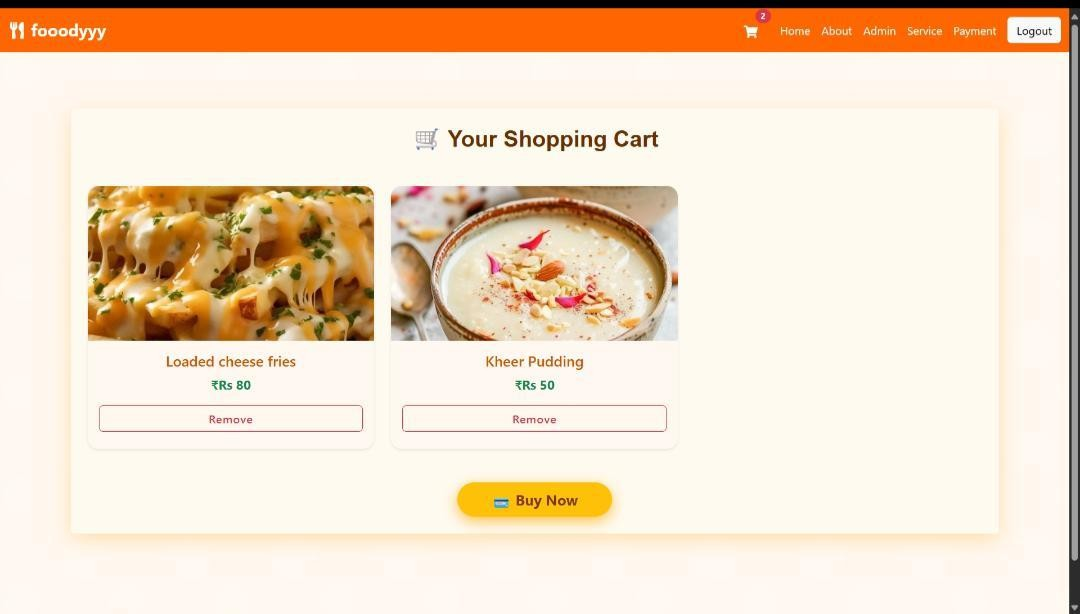 fooodyyy
2
Home About Admin Service Payment Logout
Your Shopping Cart
Loaded cheese fries
₹Rs 80
Remove
Kheer Pudding
₹Rs 50
Remove
Buy Now